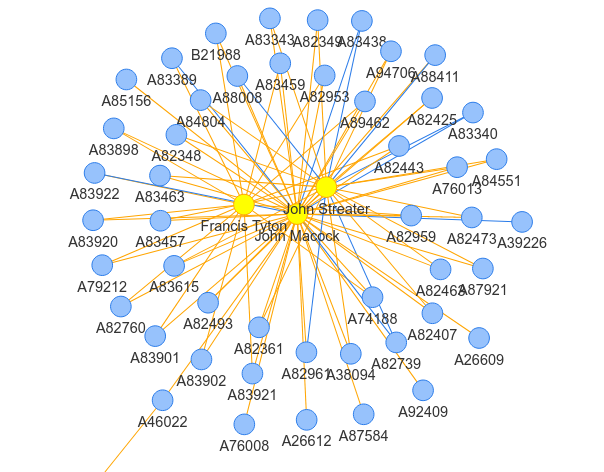 A83343
A82349
A83438
B21988
A94706
A88411
A83389
A83459
A88008
A82953
A85156
A84804
A89462
A82425
A83340
A83898
A82348
A82443
A83922
A83463
A76013
A84551
John Streater
Francis Tyton
John Macock
A83920
A83457
A82959
A82473
A39226
A79212
A83615
A82463
A87921
A82760
A82493
A74188
A82407
A83901
A82361
A82739
A26609
A83902
A83921
A82961
A38094
A46022
A92409
A76008
A26612
A87584